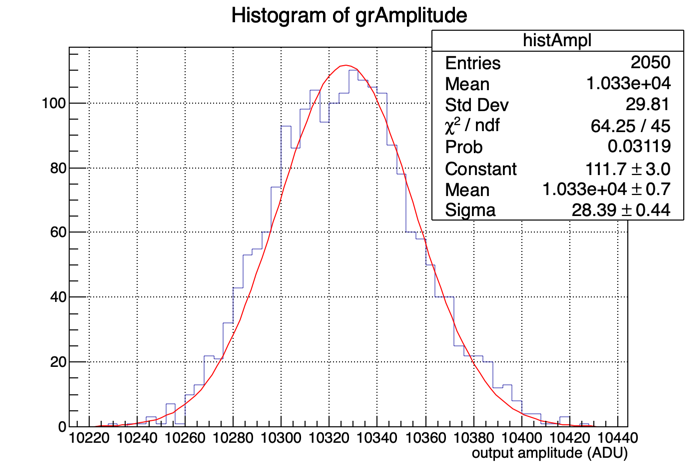 Histogram of grAmplitude
histAmpl
Entries 2050
Mean 1.033e+04
Std Dev 29.81
χ² / ndf 64.25 / 45
Prob 0.03119
Constant 111.7 ± 3.0
Mean 1.033e+04 ± 0.7
Sigma 28.39 ± 0.44
100
80
60
40
20
0
10220 10240 10260 10280 10300 10320 10340 10360 10380 10400 10420 10440
output amplitude (ADU)